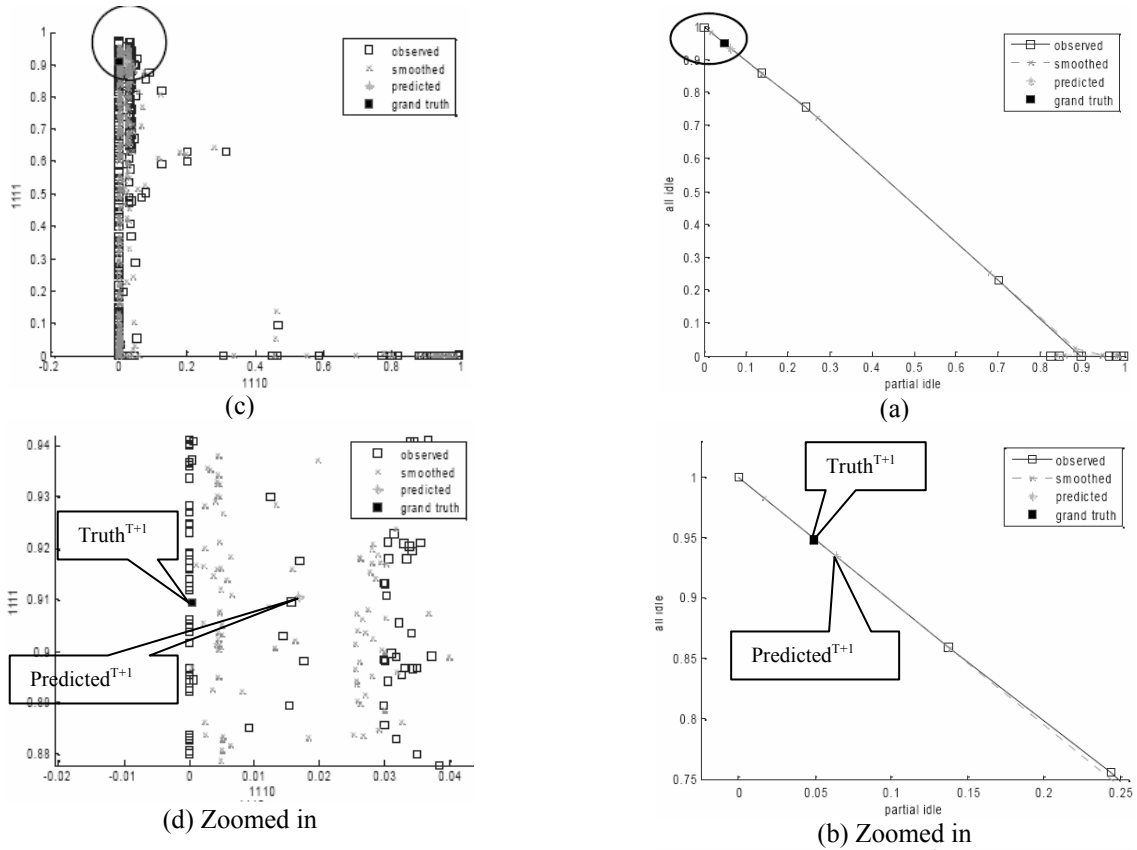 1
0.9
0.8
0.7
0.6
0.5
0.4
0.3
0.2
0.1
0
1111
-0.2 0 0.2 0.4 0.6 0.8 1
1110
observed
smoothed
predicted
grand truth
(c)
1
0.9
0.8
0.7
0.6
0.5
0.4
0.3
0.2
0.1
0
all idle
0 0.1 0.2 0.3 0.4 0.5 0.6 0.7 0.8 0.9 1
partial idle
observed
smoothed
predicted
grand truth
(a)
0.94
0.93
0.92
0.91
0.9
0.89
0.88
1111
-0.02 -0.01 0 0.01 0.02 0.03 0.04
1110
observed
smoothed
predicted
grand truth
Truth^T+1
Predicted^T+1
(d) Zoomed in
1
0.95
0.9
0.85
0.8
0.75
all idle
0 0.05 0.1 0.15 0.2 0.25
partial idle
observed
smoothed
predicted
grand truth
Truth^T+1
Predicted^T+1
(b) Zoomed in